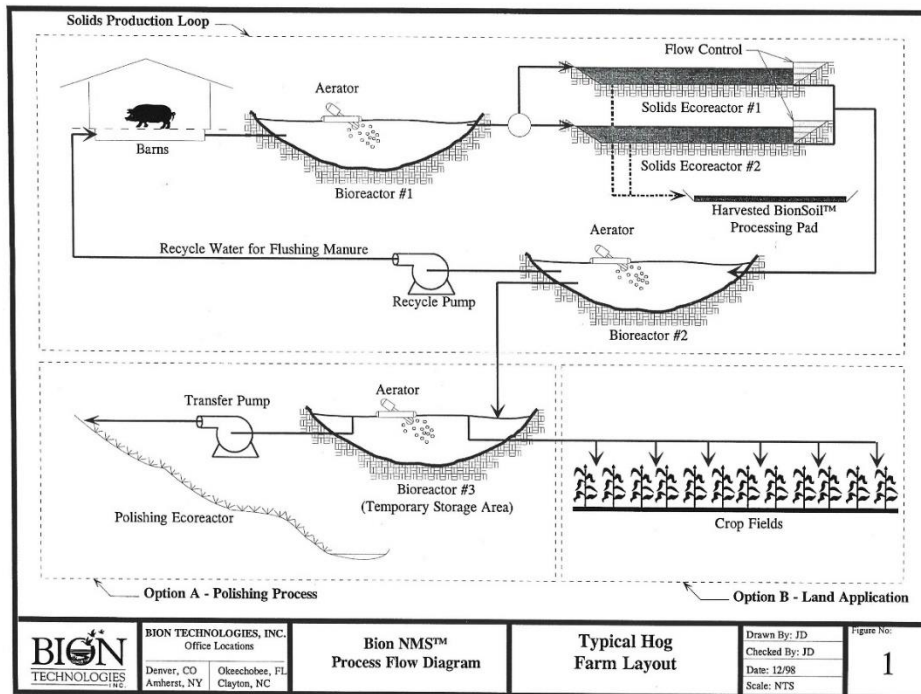 Solids Production Loop
Flow Control
Aerator
Solids Ecoreactor #1
Barns
Bioreactor #1
Solids Ecoreactor #2
Harvested BionSoil™
Processing Pad
Aerator
Recycle Water for Flushing Manure
Recycle Pump
Bioreactor #2
Transfer Pump
Aerator
Bioreactor #3
(Temporary Storage Area)
Polishing Ecoreactor
Crop Fields
Option A - Polishing Process
Option B - Land Application
BION
TECHNOLOGIES
INC.
BION TECHNOLOGIES, INC.
Office Locations
Denver, CO
Amherst, NY
Okeechobee, FL
Clayton, NC
Bion NMS™
Process Flow Diagram
Typical Hog
Farm Layout
Drawn By: JD
Checked By: JD
Date: 12/98
Scale: NTS
Figure No:
1